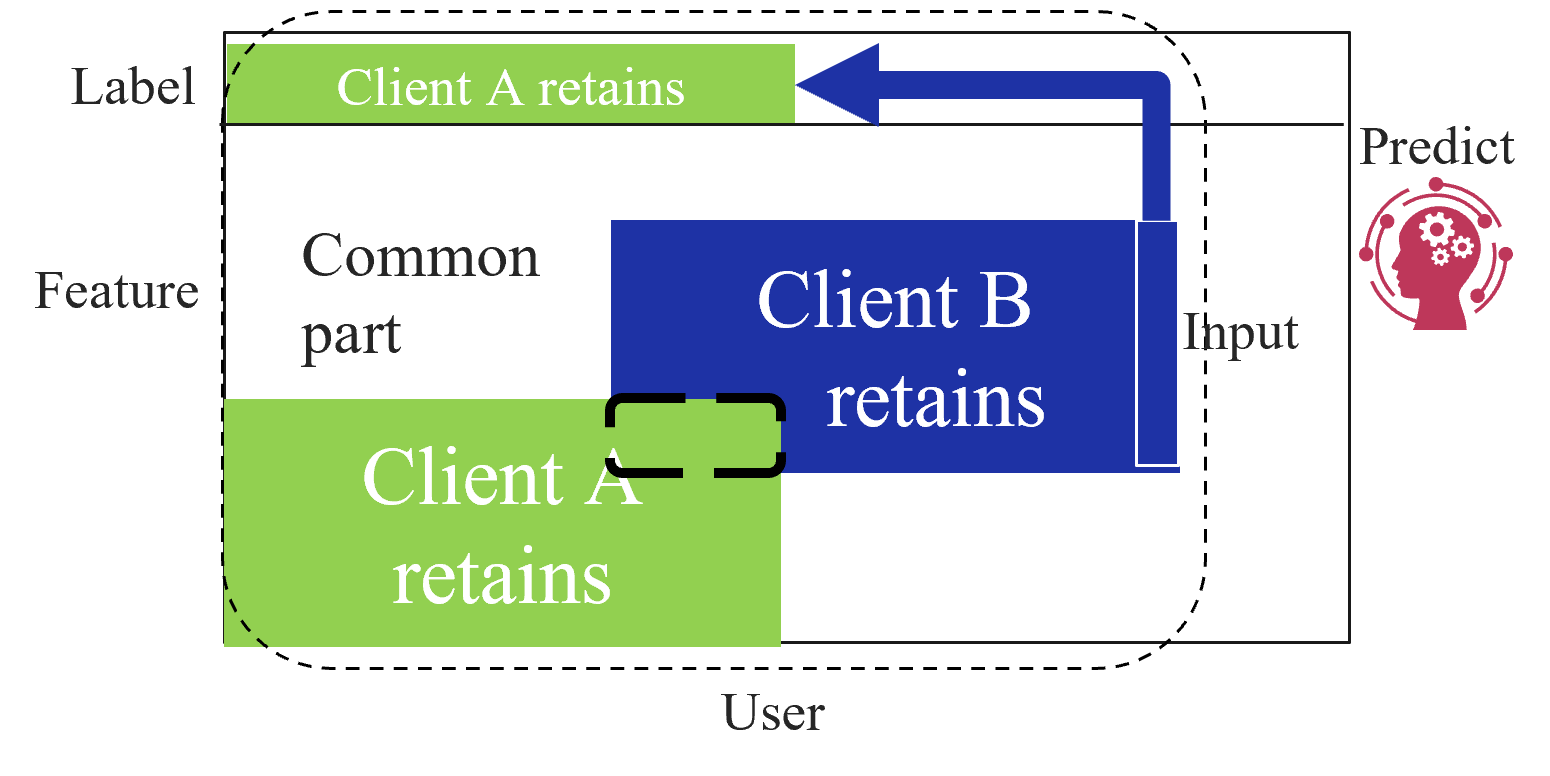 Label
Client A retains
Predict
Feature
Common
part
Client B
retains
Input
Client A
retains
User